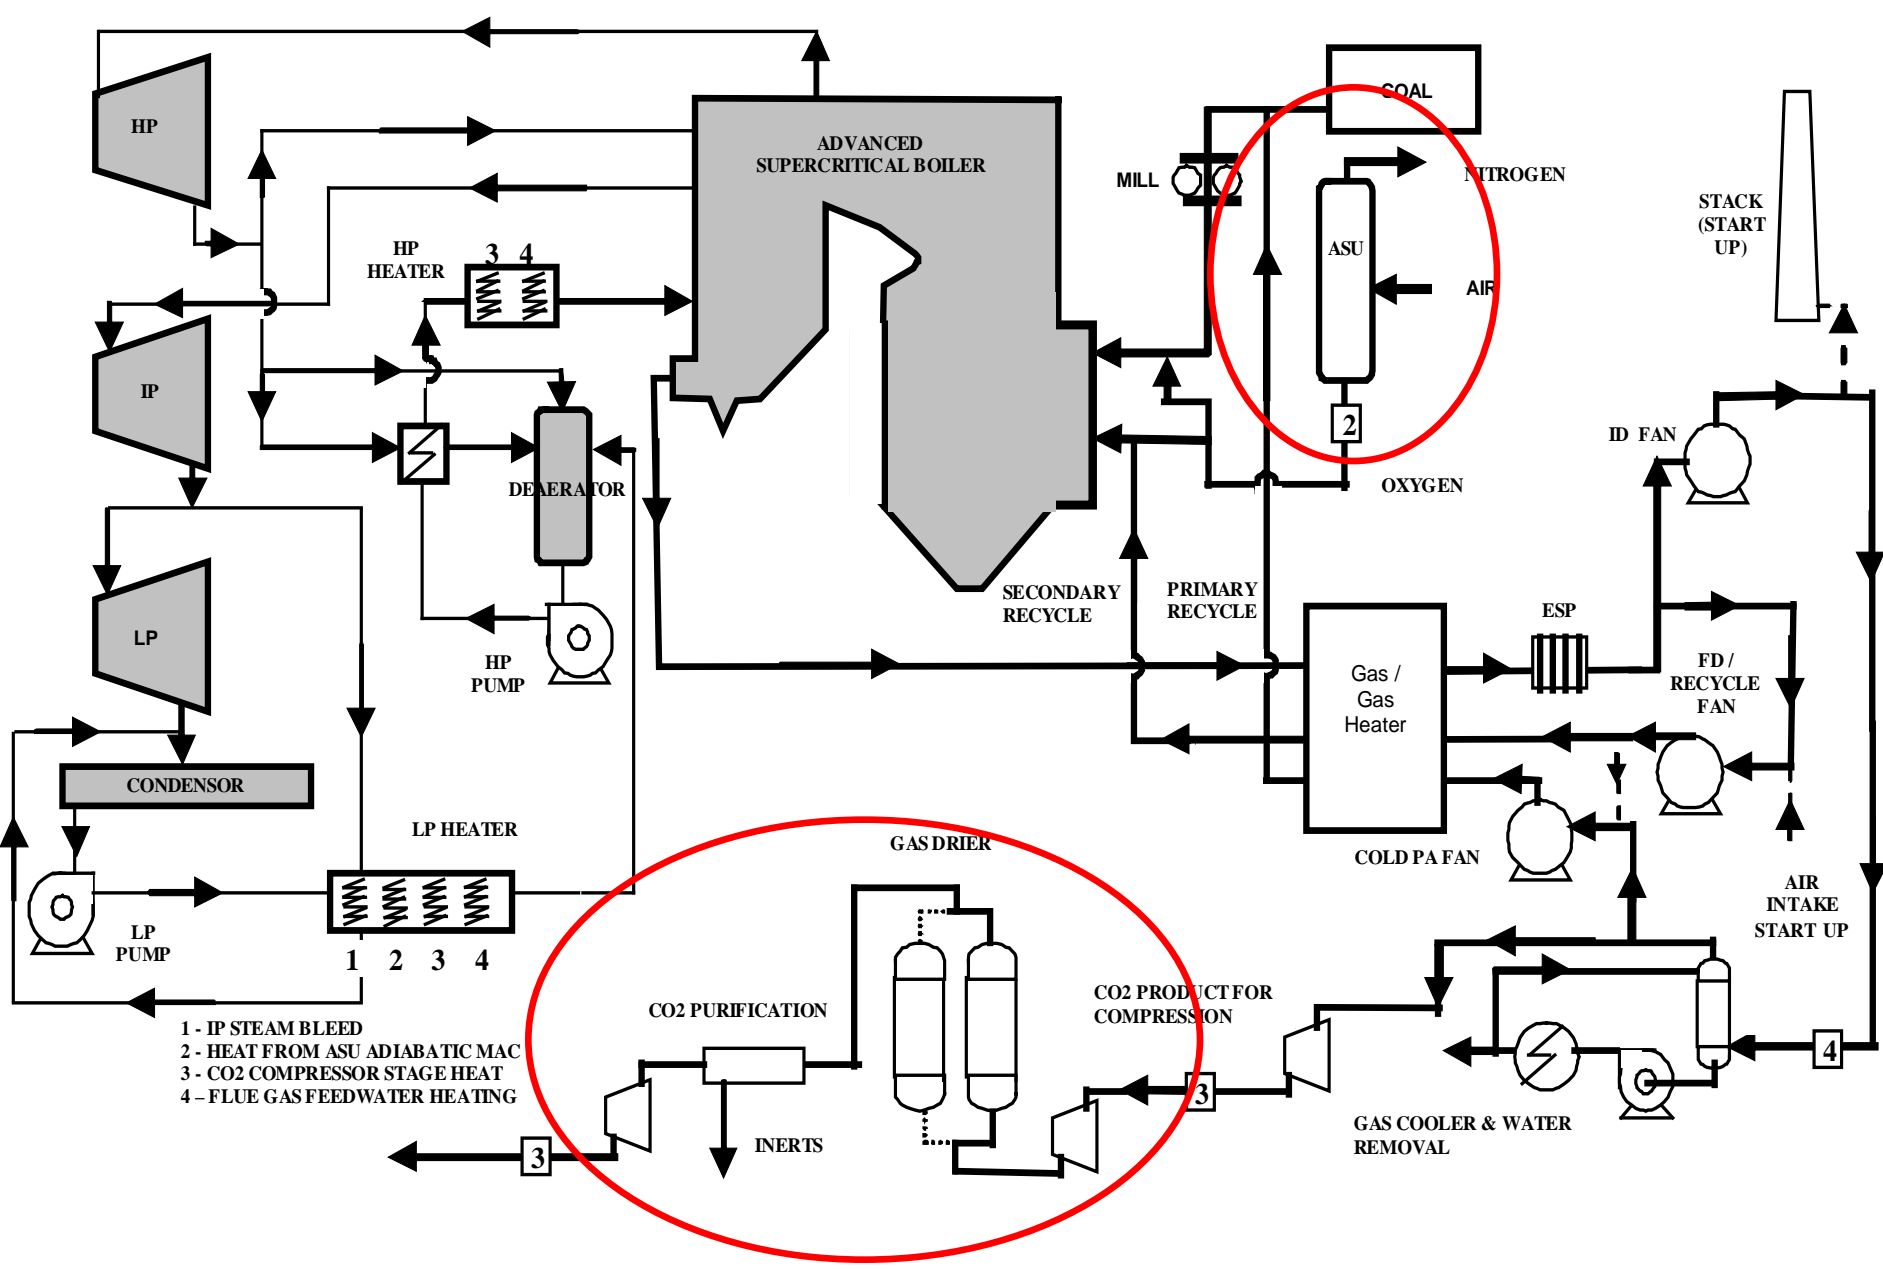 COAL
HP
ADVANCED
SUPERCRITICAL BOILER
MILL
NITROGEN
STACK
(START
UP)
ASU
HP
HEATER
3 4
AIR
IP
2
ID FAN
DEAERATOR
OXYGEN
SECONDARY
RECYCLE
PRIMARY
RECYCLE
ESP
LP
HP
PUMP
Gas /
Gas
Heater
FD /
RECYCLE
FAN
CONDENSOR
LP HEATER
GAS DRIER
COLD PA FAN
AIR
INTAKE
START UP
LP
PUMP
1 2 3 4
CO2 PURIFICATION
CO2 PRODUCT FOR
COMPRESSION
1 - IP STEAM BLEED
2 - HEAT FROM ASU ADIABATIC MAC
3 - CO2 COMPRESSOR STAGE HEAT
4 – FLUE GAS FEEDWATER HEATING
4
3
GAS COOLER & WATER
REMOVAL
INERTS
3